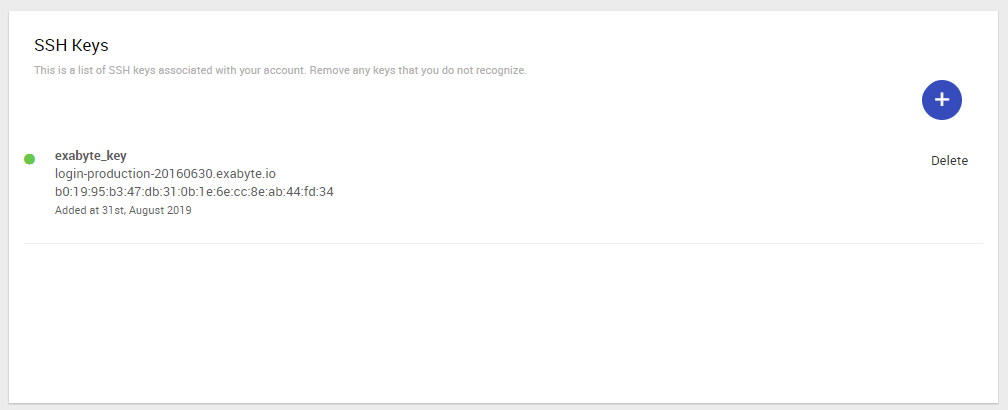 SSH Keys
This is a list of SSH keys associated with your account. Remove any keys that you do not recognize.
+
exabyte_key
Delete
login-production-20160630.exabyte.io
b0:19:95:b3:47:db:31:0b:1e:6e:cc:8e:ab:44:fd:34
Added at 31st, August 2019